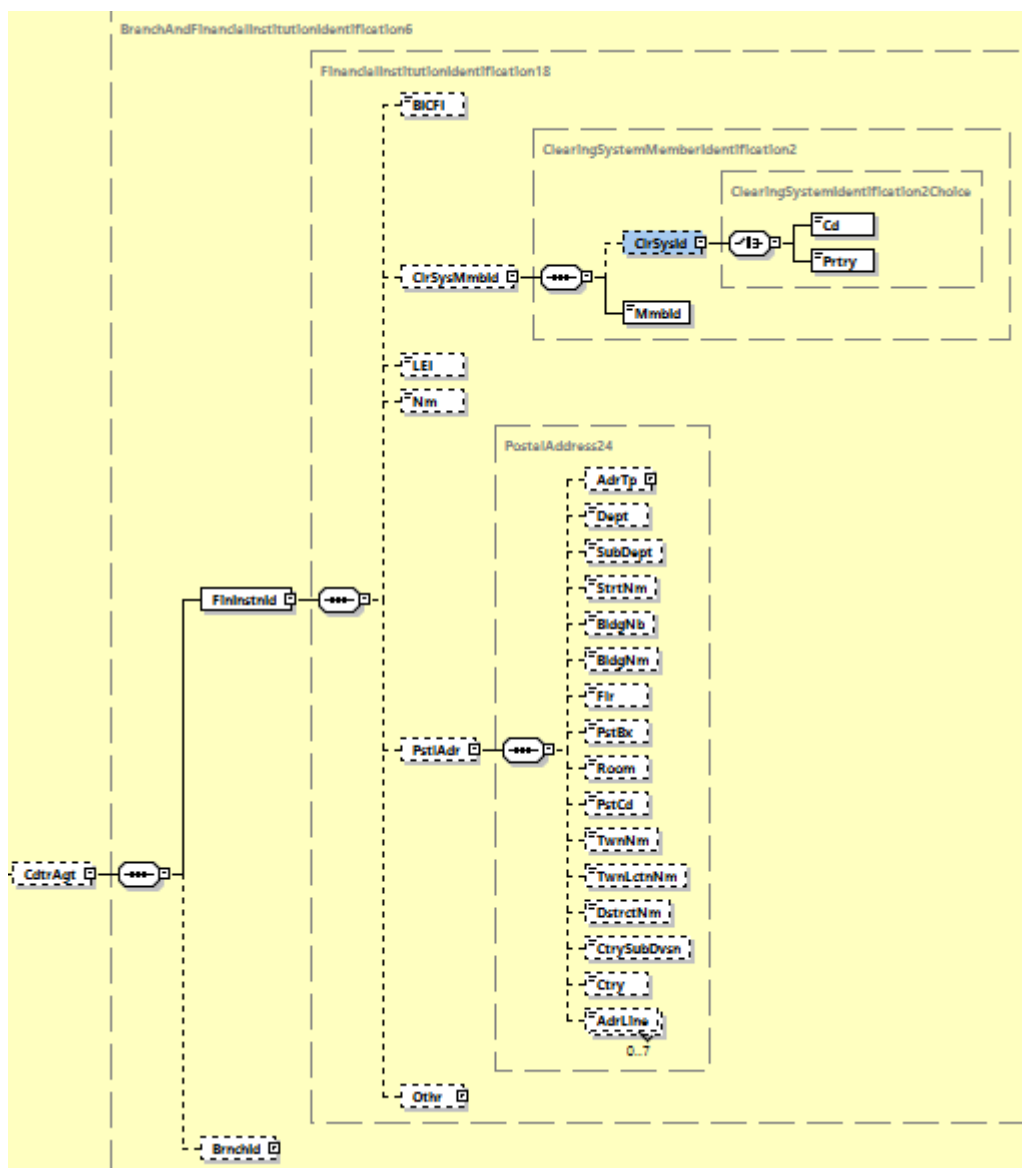 BranchAndFinancialInstitutionIdentification6
FinancialInstitutionIdentification18
BICFI
ClearingSystemMemberIdentification2
ClearingSystemIdentification2Choice
Cd
ClrSysId
Prtry
ClrSysMmbId
MmbId
LEI
Nm
PostalAddress24
AdrTp
Dept
SubDept
StrtNm
FinInstnId
BldgNb
BldgNm
Flr
PstBx
PstlAdr
Room
PstCd
TwnNm
CdtrAgt
TwnLctnNm
DstrctNm
CtrySubDvsn
Ctry
AdrLine
0..7
Othr
BrnchId